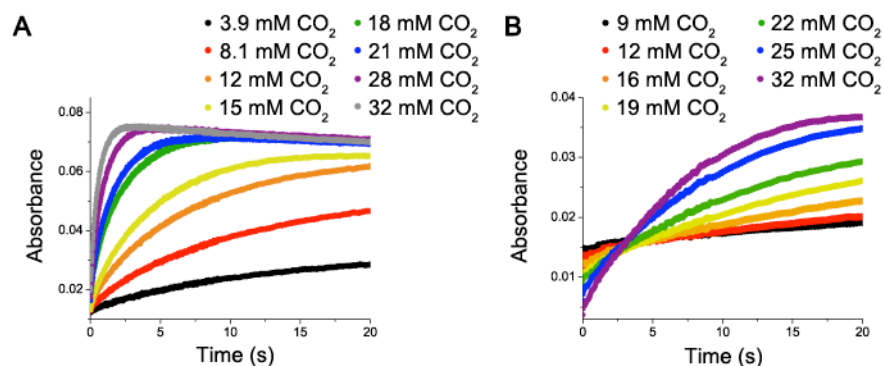 A
3.9 mM CO₂
18 mM CO₂
8.1 mM CO₂
21 mM CO₂
12 mM CO₂
28 mM CO₂
15 mM CO₂
32 mM CO₂
0.08
0.06
0.04
0.02
Absorbance
0
5
10
15
20
Time (s)
B
9 mM CO₂
22 mM CO₂
12 mM CO₂
25 mM CO₂
16 mM CO₂
32 mM CO₂
19 mM CO₂
0.04
0.03
0.02
0.01
Absorbance
0
5
10
15
20
Time (s)